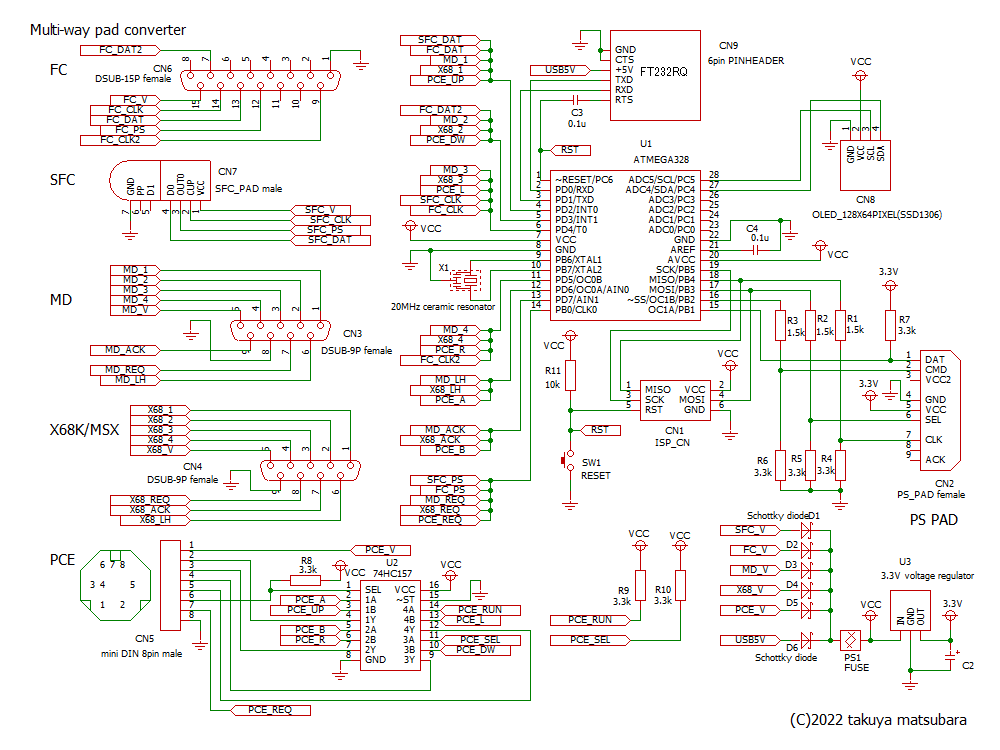 Multi-way pad converter
FC
FC_DAT2
8 7 6 5 4 3 2 1
CN6
DSUB-15P female
15 14 13 12 11 10 9
FC_V
FC_CLK
FC_DAT
FC_PS
FC_CLK2
SFC
GND
PP
D1
D0
OUT0
CUP
VCC
7 6 5 4 3 2 1
CN7
SFC_PAD male
SFC_V
SFC_CLK
SFC_PS
SFC_DAT
MD
MD_1
MD_2
MD_3
MD_4
MD_V
5 4 3 2 1
CN3
DSUB-9P female
9 8 7 6
MD_ACK
MD_REQ
MD_LH
X68K/MSX
X68_1
X68_2
X68_3
X68_4
X68_V
5 4 3 2 1
CN4
DSUB-9P female
9 8 7 6
X68_REQ
X68_ACK
X68_LH
PCE
6 7 8
3 4 5
1 2
CN5
mini DIN 8pin male
1
2
3
4
5
6
7
8
PCE_V
R8
3.3k
VCC
U2
74HC157
VCC
PCE_A
PCE_UP
PCE_B
PCE_R
1 SEL
2 1A
3 1B
4 1Y
5 2A
6 2B
7 2Y
8 GND
VCC 16
~ST 15
4A 14
4B 13
4Y 12
3A 11
3B 10
3Y 9
PCE_RUN
PCE_L
PCE_SEL
PCE_DW
PCE_REQ
SFC_DAT
FC_DAT
MD_1
X68_1
PCE_UP
FC_DAT2
MD_2
X68_2
PCE_DW
MD_3
X68_3
PCE_L
SFC_CLK
FC_CLK
VCC
X1
20MHz ceramic resonator
MD_4
X68_4
PCE_R
FC_CLK2
MD_LH
X68_LH
PCE_A
MD_ACK
X68_ACK
PCE_B
SFC_PS
FC_PS
MD_REQ
X68_REQ
PCE_REQ
USB5V
GND
CTS
+5V
TXD
RXD
RTS
FT232RQ
CN9
6pin PINHEADER
C3
0.1u
RST
U1
ATMEGA328
1 ~RESET/PC6
2 PD0/RXD
3 PD1/TXD
4 PD2/INT0
5 PD3/INT1
6 PD4/T0
7 VCC
8 GND
9 PB6/XTAL1
10 PB7/XTAL2
11 PD5/OC0B
12 PD6/OC0A/AIN0
13 PD7/AIN1
14 PB0/CLK0
ADC5/SCL/PC5 28
ADC4/SDA/PC4 27
ADC3/PC3 26
ADC2/PC2 25
ADC1/PC1 24
ADC0/PC0 23
GND 22
AREF 21
AVCC 20
SCK/PB5 19
MISO/PB4 18
MOSI/PB3 17
~SS/OC1B/PB2 16
OC1A/PB1 15
VCC
1 2 3 4
GND
VCC
SCL
SDA
CN8
OLED_128X64PIXEL(SSD1306)
C4
0.1u
VCC
VCC
R11
10k
RST
SW1
RESET
VCC
1 MISO VCC 2
3 SCK MOSI 4
5 RST GND 6
CN1
ISP_CN
R3
1.5k
R2
1.5k
R1
1.5k
3.3V
R7
3.3k
3.3V
R6
3.3k
R5
3.3k
R4
3.3k
1 DAT
2 CMD
3 VCC2
4 GND
5 VCC
6 SEL
7 CLK
8
9 ACK
CN2
PS_PAD female
PS PAD
VCC
VCC
R9
3.3k
R10
3.3k
PCE_RUN
PCE_SEL
Schottky diode
D1
SFC_V
D2
FC_V
D3
MD_V
D4
X68_V
D5
PCE_V
USB5V
D6
Schottky diode
PS1
FUSE
VCC
U3
3.3V voltage regulator
IN
GND
OUT
3.3V
+
C2
(C)2022 takuya matsubara